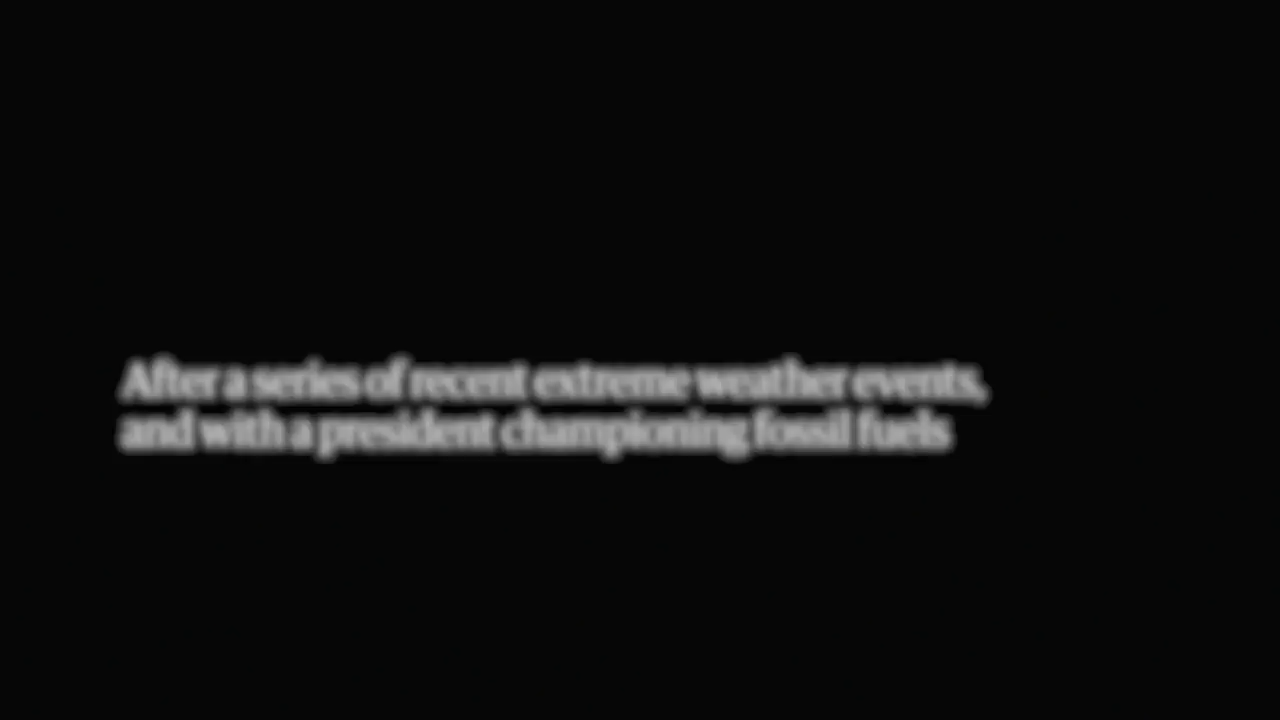 After a series of recent extreme weather events,
and with a president championing fossil fuels